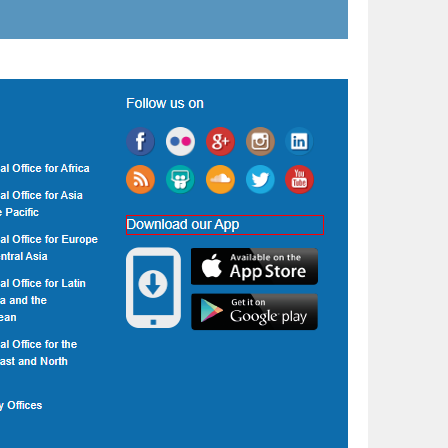 Follow us on
al Office for Africa
al Office for Asia
Pacific
al Office for Europe
ntral Asia
al Office for Latin
a and the
ean
al Office for the
ast and North
y Offices
Download our App
Available on the
App Store
Get it on
Google play
You
Tube
in
f
g+